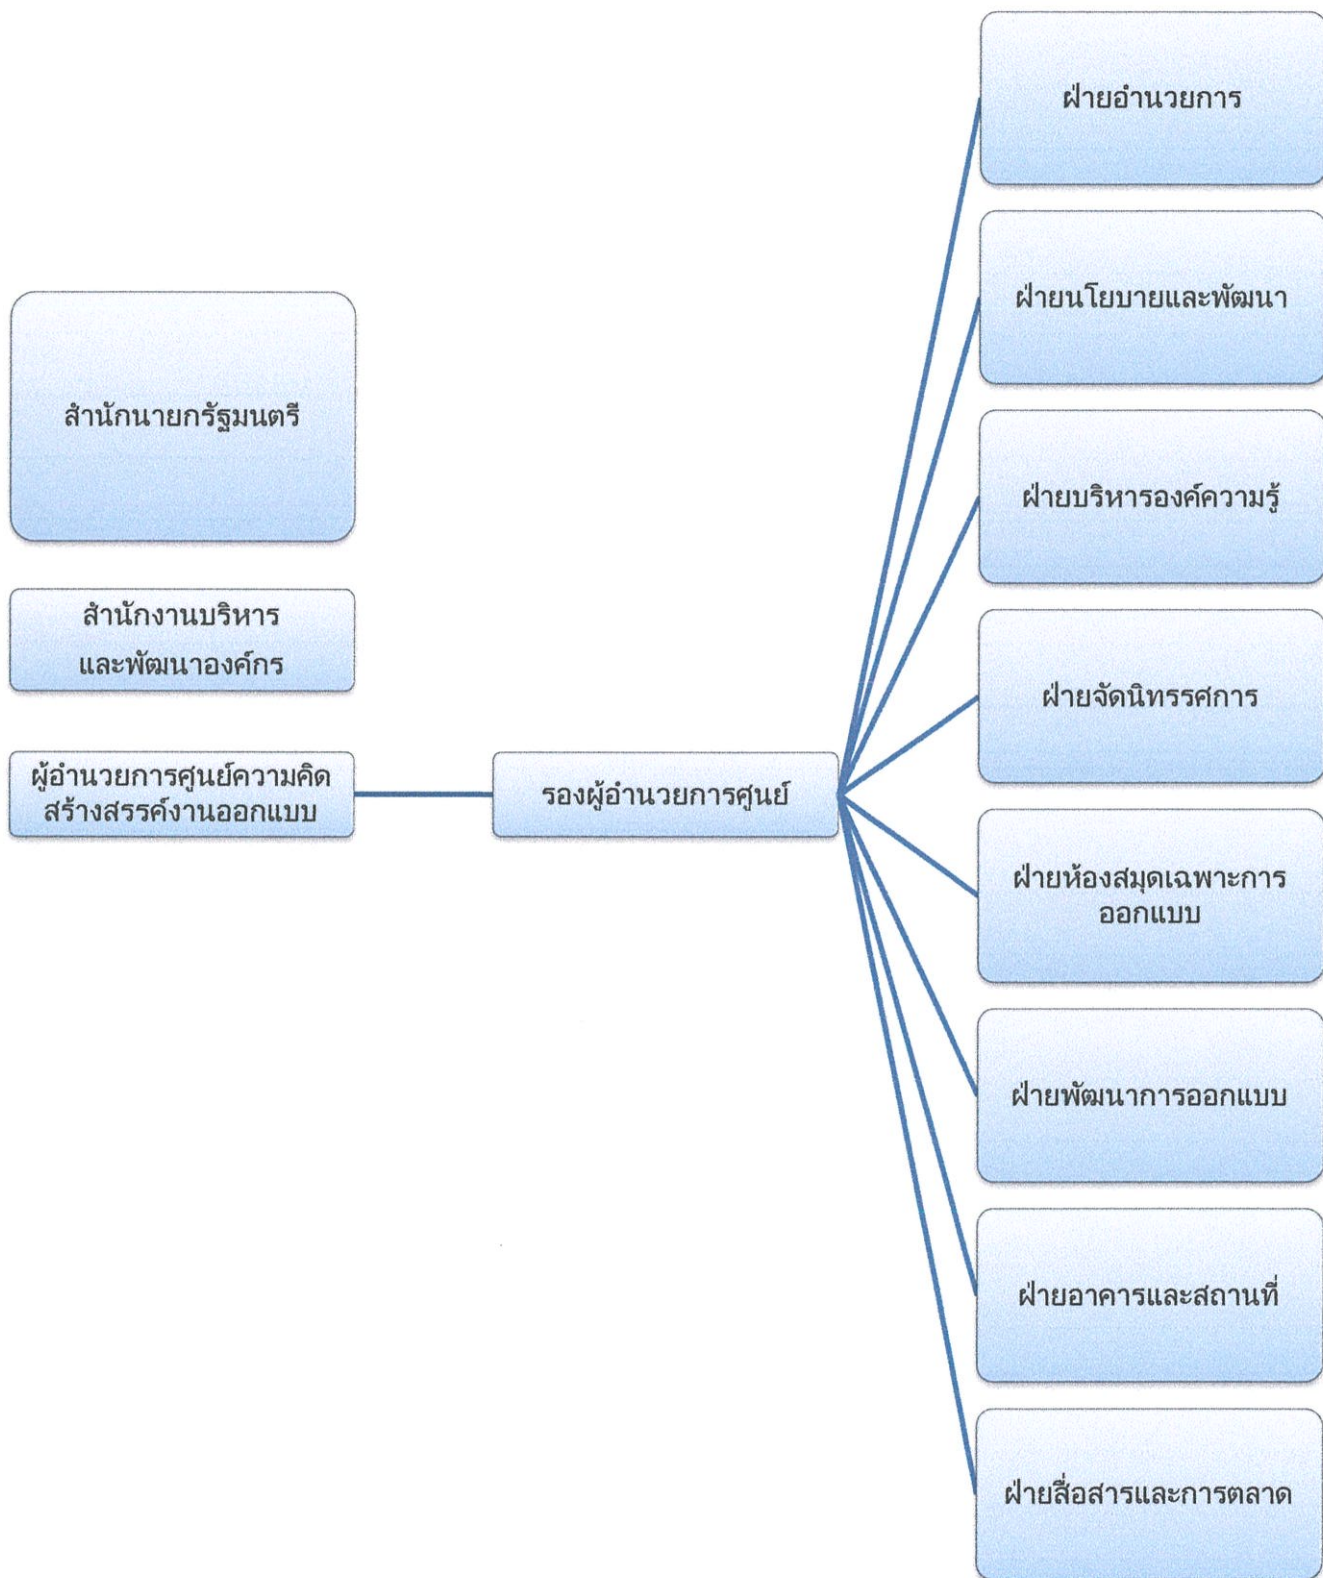 สำนักนายกรัฐมนตรี
สำนักงานบริหาร
และพัฒนาองค์กร
ผู้อำนวยการศูนย์ความคิด
สร้างสรรค์งานออกแบบ
รองผู้อำนวยการศูนย์
ฝ่ายอำนวยการ
ฝ่ายนโยบายและพัฒนา
ฝ่ายบริหารองค์ความรู้
ฝ่ายจัดนิทรรศการ
ฝ่ายห้องสมุดเฉพาะการ
ออกแบบ
ฝ่ายพัฒนาการออกแบบ
ฝ่ายอาคารและสถานที่
ฝ่ายสื่อสารและการตลาด